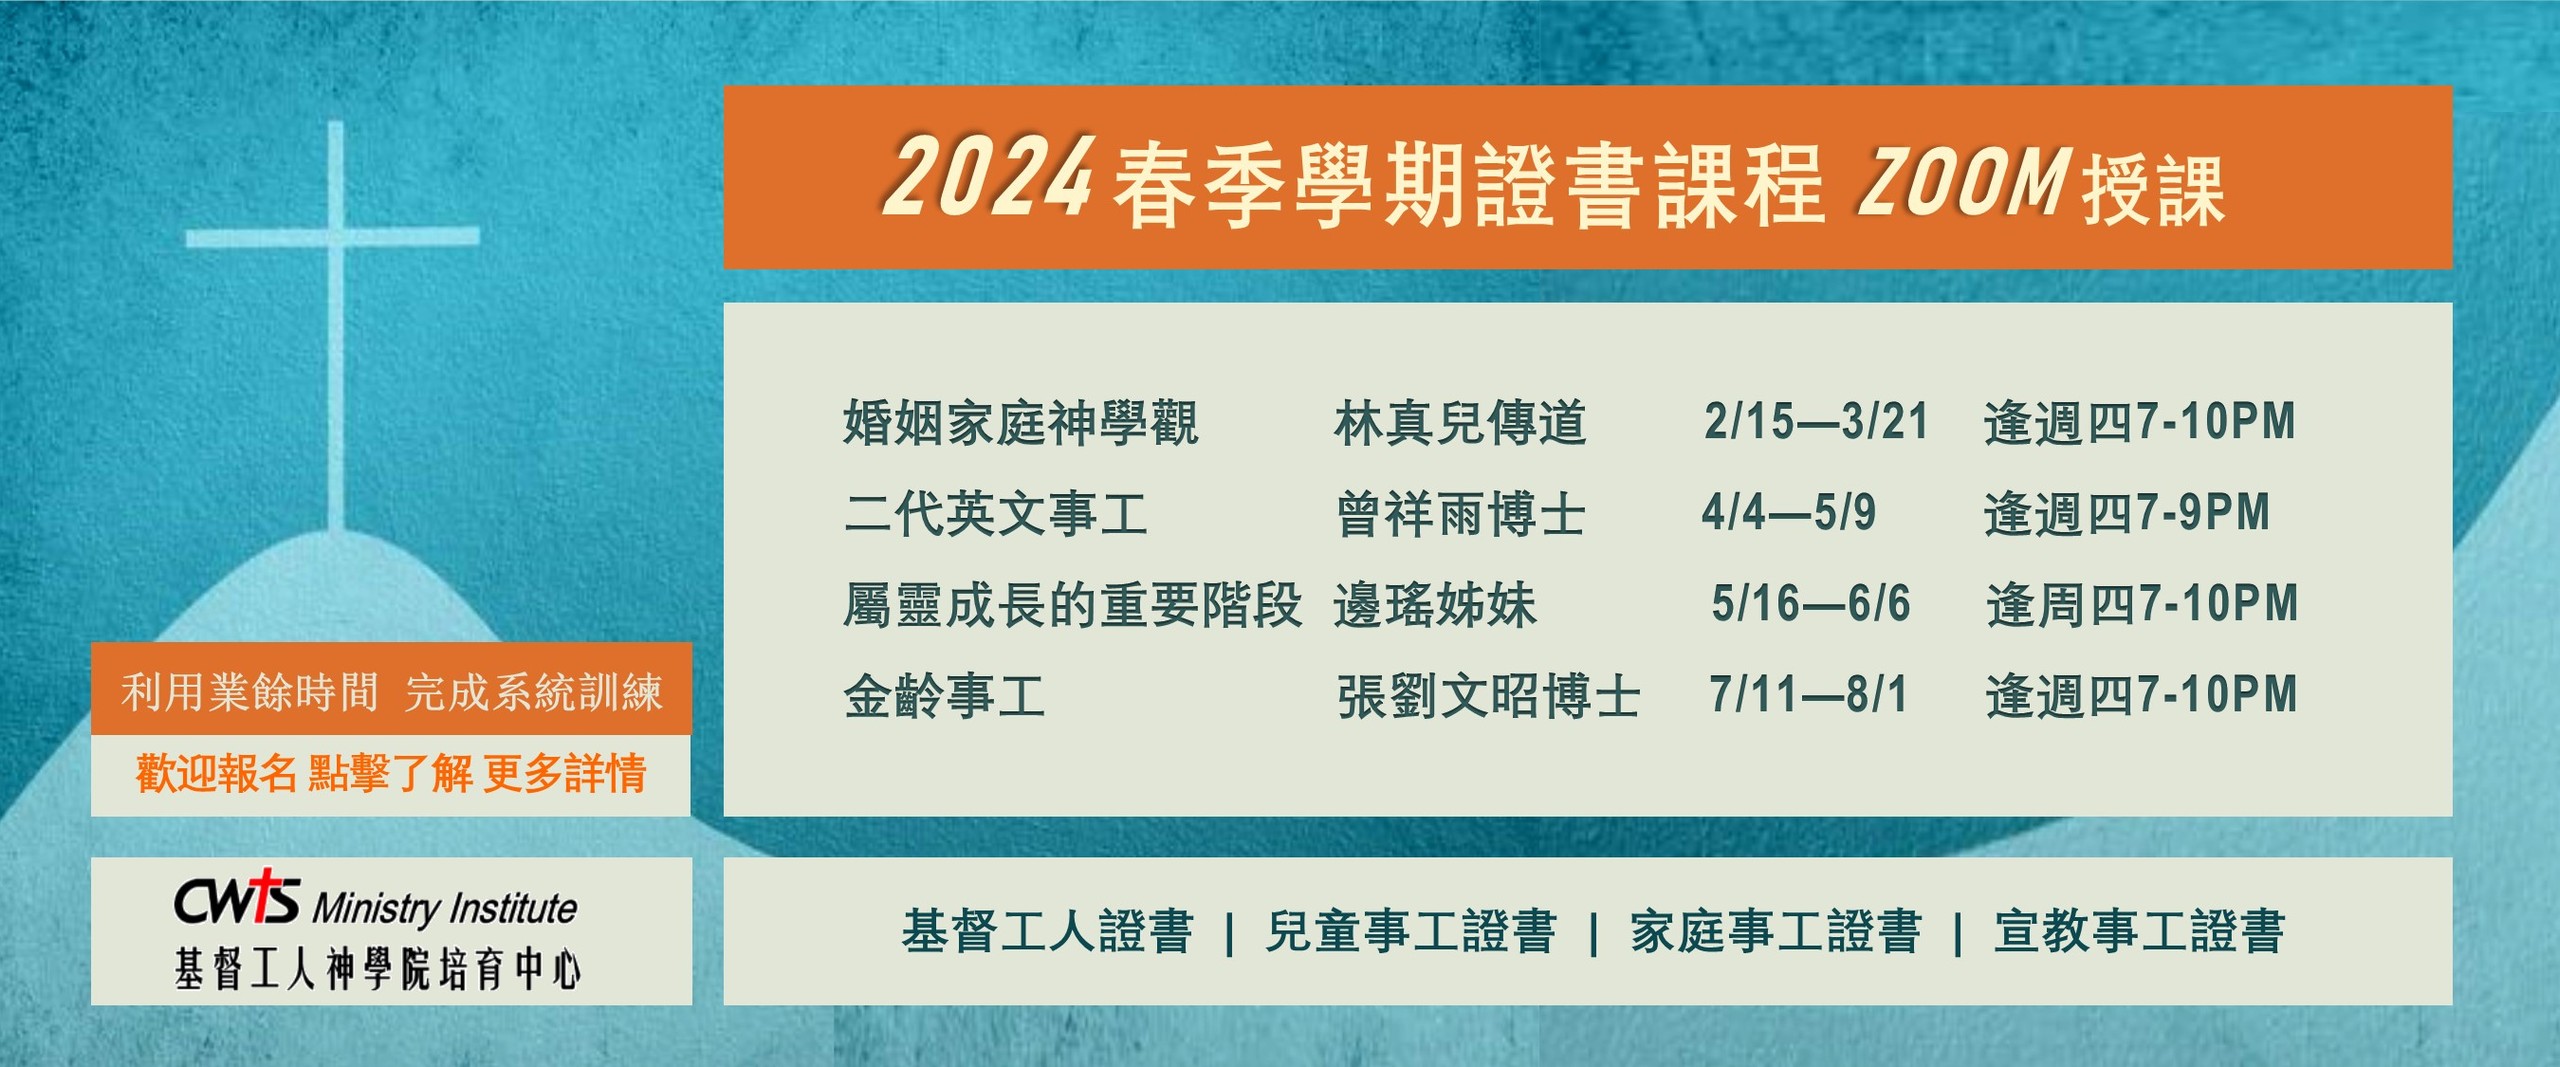 2024 春季學期證書課程 ZOOM 授課
婚姻家庭神學觀 林真兒傳道 2/15—3/21 逢週四7-10PM
二代英文事工 曾祥雨博士 4/4—5/9 逢週四7-9PM
屬靈成長的重要階段 邊瑤姊妹 5/16—6/6 逢周四7-10PM
金齡事工 張劉文昭博士 7/11—8/1 逢週四7-10PM
利用業餘時間 完成系統訓練
歡迎報名 點擊了解 更多詳情
CWTS Ministry Institute
基督工人神學院培育中心
基督工人證書 | 兒童事工證書 | 家庭事工證書 | 宣教事工證書